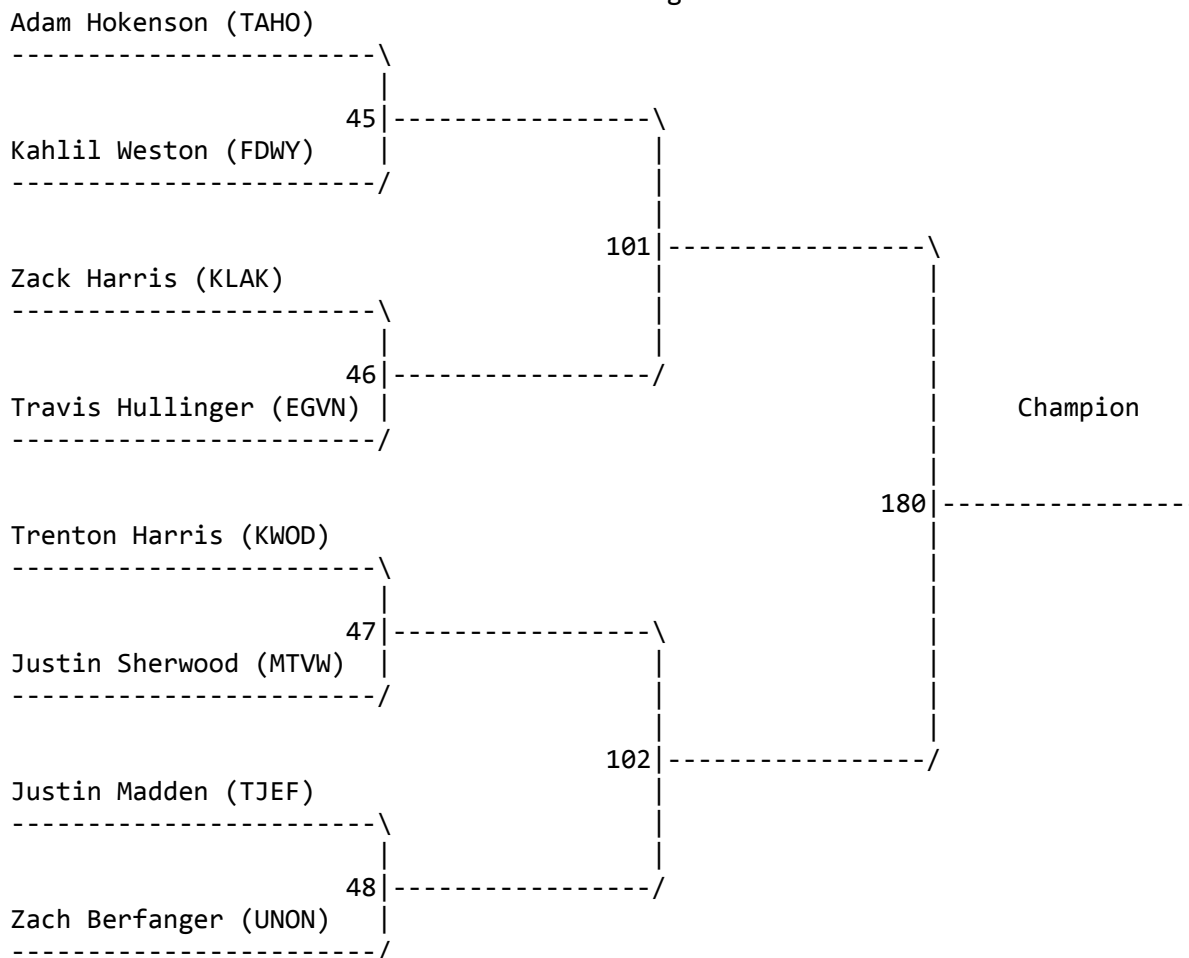 Adam Hokenson (TAHO)
45
Kahlil Weston (FDWY)
101
Zack Harris (KLAK)
46
Travis Hullinger (EGVN)
Champion
180
Trenton Harris (KWOD)
47
Justin Sherwood (MTVW)
102
Justin Madden (TJEF)
48
Zach Berfanger (UNON)